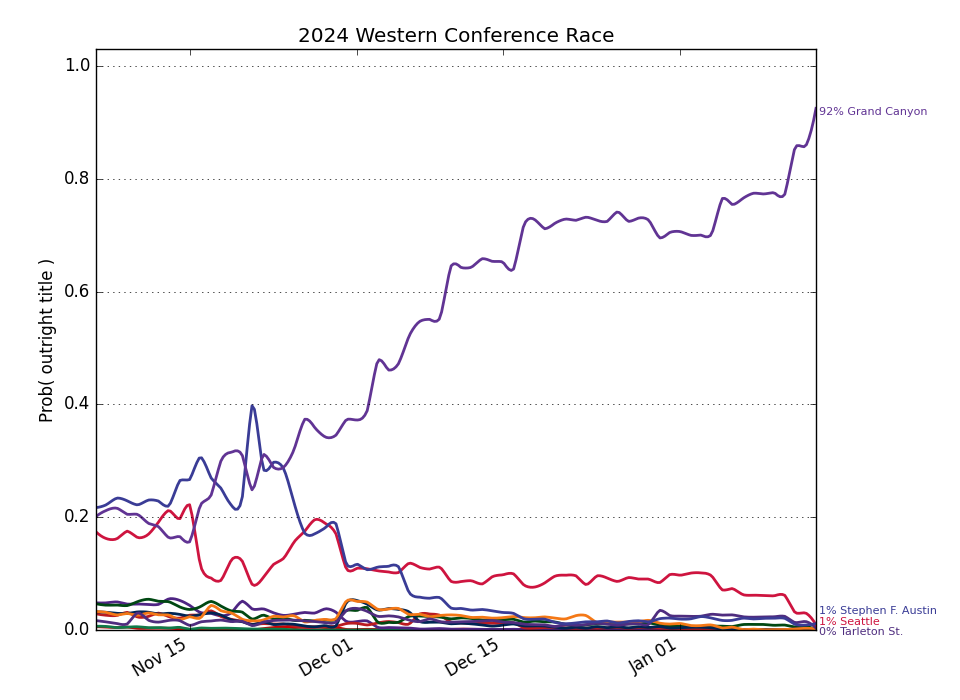 2024 Western Conference Race
Prob( outright title )
1.0
0.8
0.6
0.4
0.2
0.0
Nov 15
Dec 01
Dec 15
Jan 01
92% Grand Canyon
1% Stephen F. Austin
1% Seattle
0% Tarleton St.